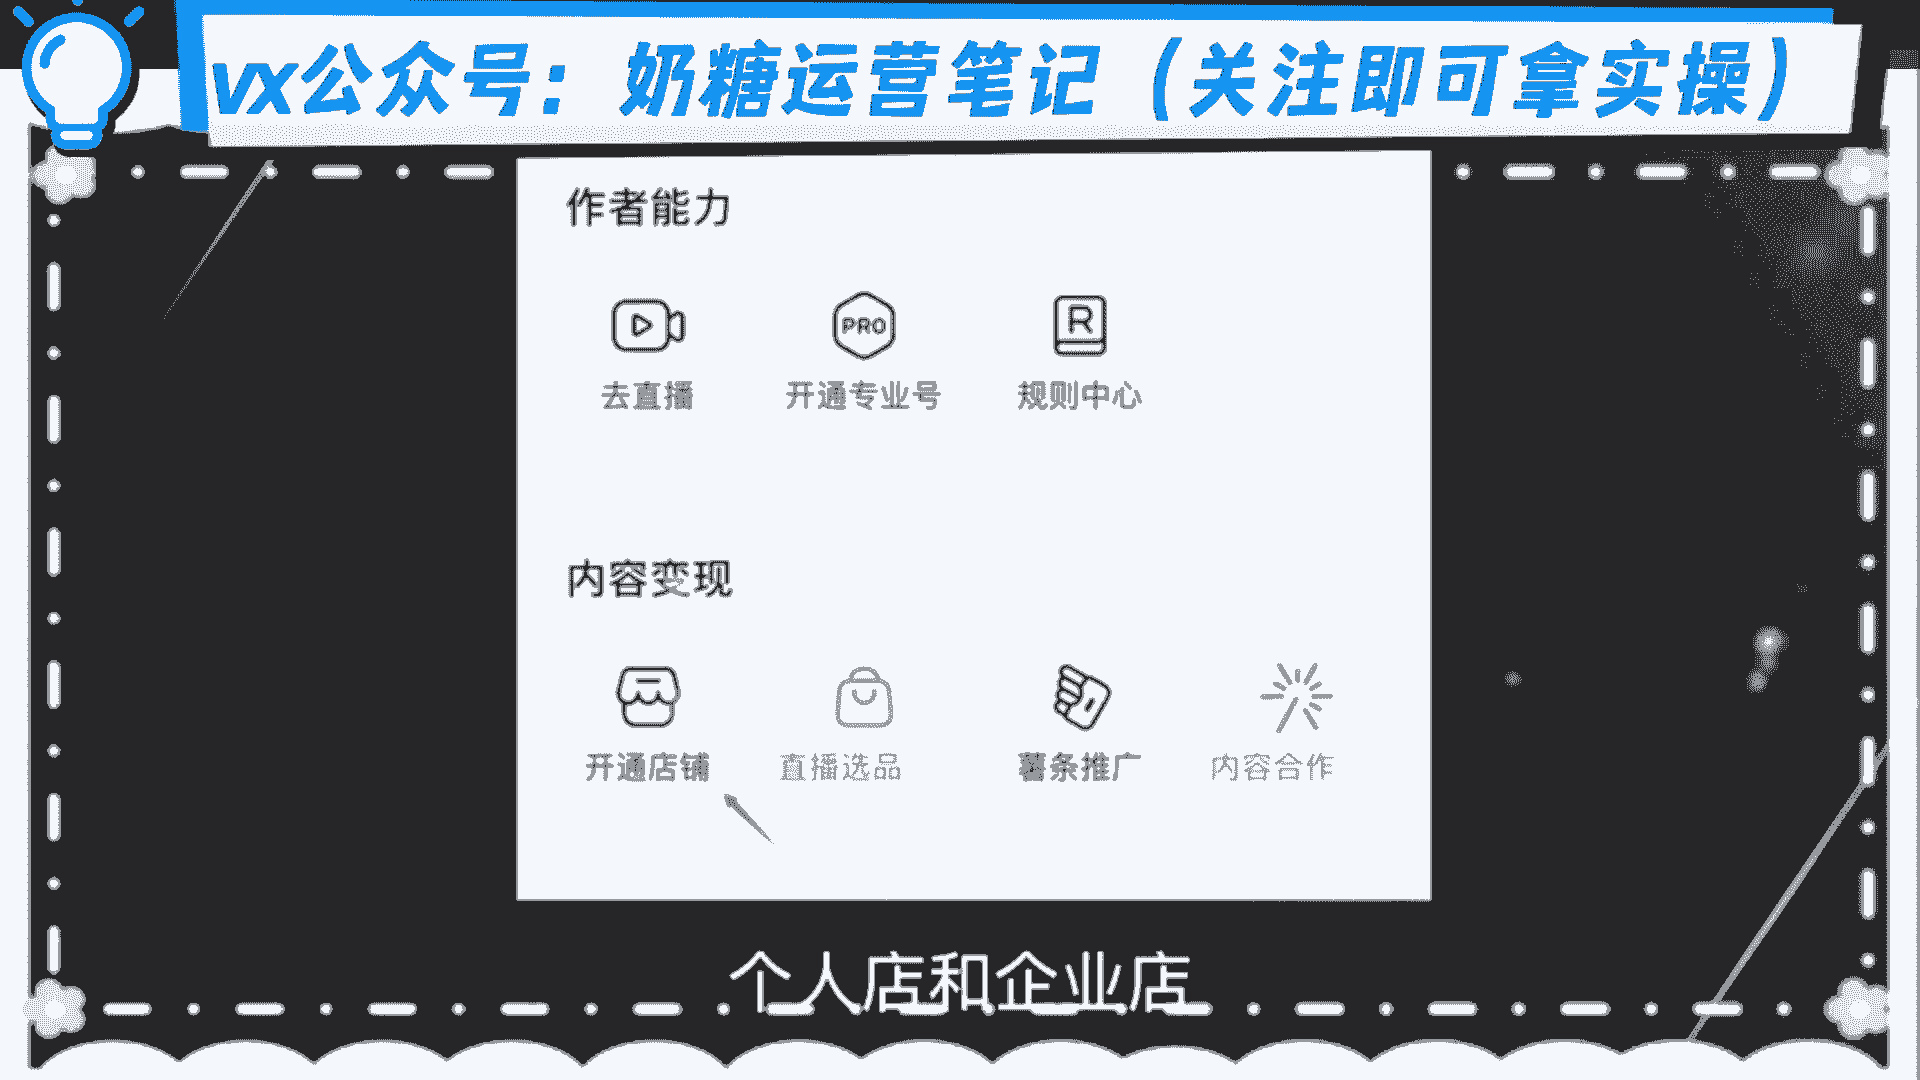 vx公众号：奶糖运营笔记（关注即可拿实操）
作者能力
PRO R
去直播 开通专业号 规则中心
内容变现
开通店铺 直播选品 薯条推广 内容合作
个人店和企业店